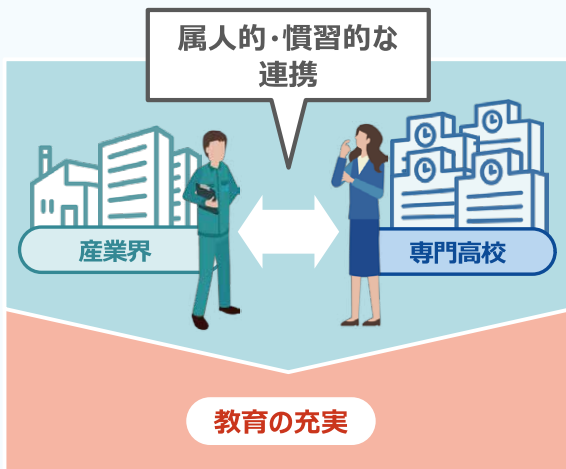 属人的・慣習的な
連携
産業界
専門高校
教育の充実